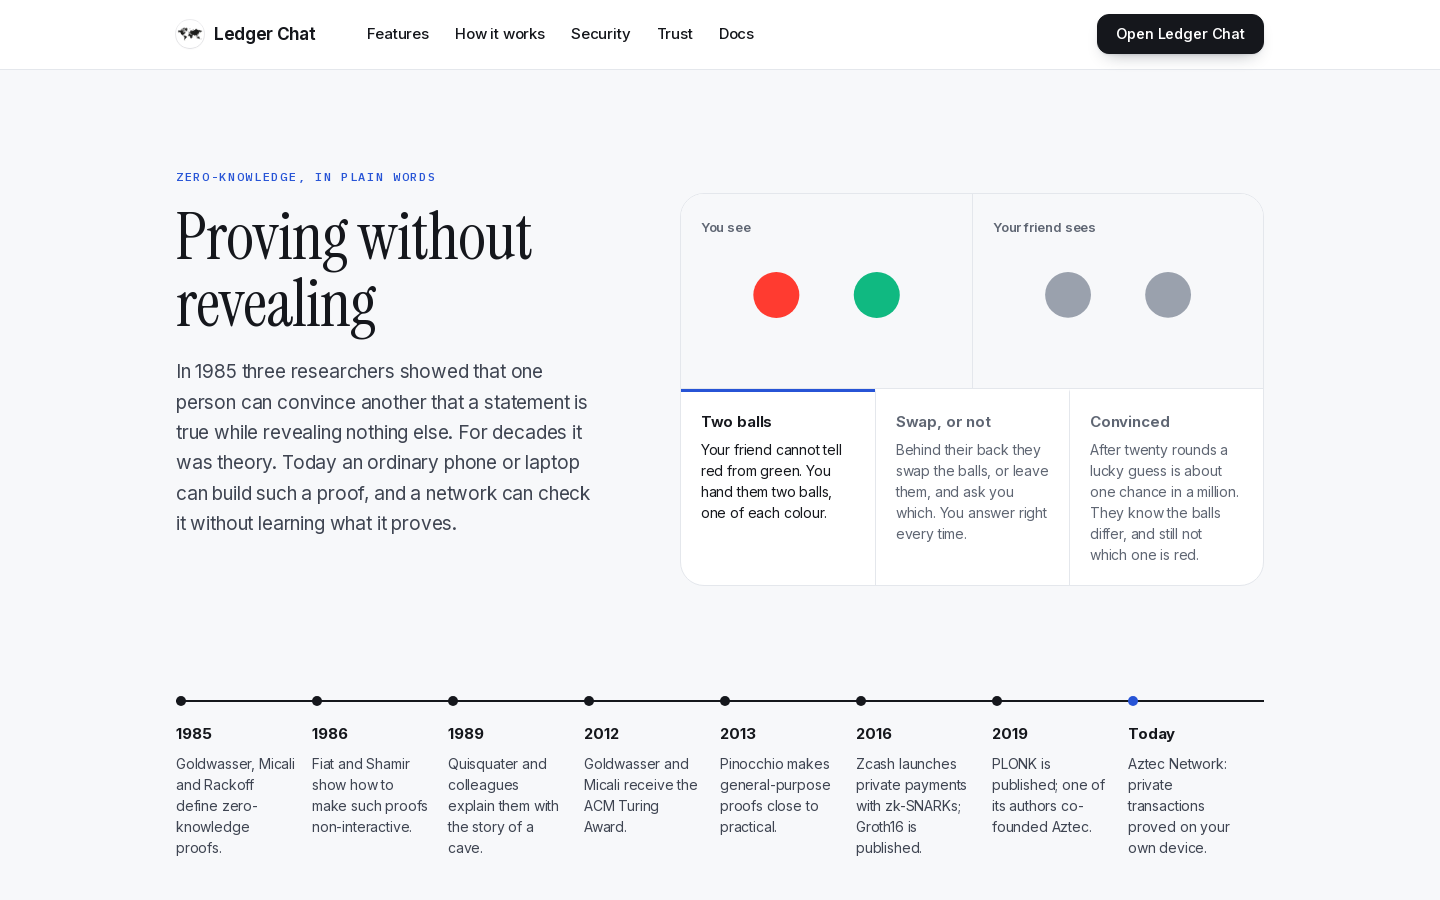 Ledger Chat
Features
How it works
Security
Trust
Docs
Open Ledger Chat
ZERO-KNOWLEDGE, IN PLAIN WORDS
Proving without
revealing
In 1985 three researchers showed that one
person can convince another that a statement is
true while revealing nothing else. For decades it
was theory. Today an ordinary phone or laptop
can build such a proof, and a network can check
it without learning what it proves.
You see
Your friend sees
Two balls
Your friend cannot tell
red from green. You
hand them two balls,
one of each colour.
Swap, or not
Behind their back they
swap the balls, or leave
them, and ask you
which. You answer right
every time.
Convinced
After twenty rounds a
lucky guess is about
one chance in a million.
They know the balls
differ, and still not
which one is red.
1985
Goldwasser, Micali
and Rackoff
define zero-
knowledge
proofs.
1986
Fiat and Shamir
show how to
make such proofs
non-interactive.
1989
Quisquater and
colleagues
explain them with
the story of a
cave.
2012
Goldwasser and
Micali receive the
ACM Turing
Award.
2013
Pinocchio makes
general-purpose
proofs close to
practical.
2016
Zcash launches
private payments
with zk-SNARKs;
Groth16 is
published.
2019
PLONK is
published; one of
its authors co-
founded Aztec.
Today
Aztec Network:
private
transactions
proved on your
own device.